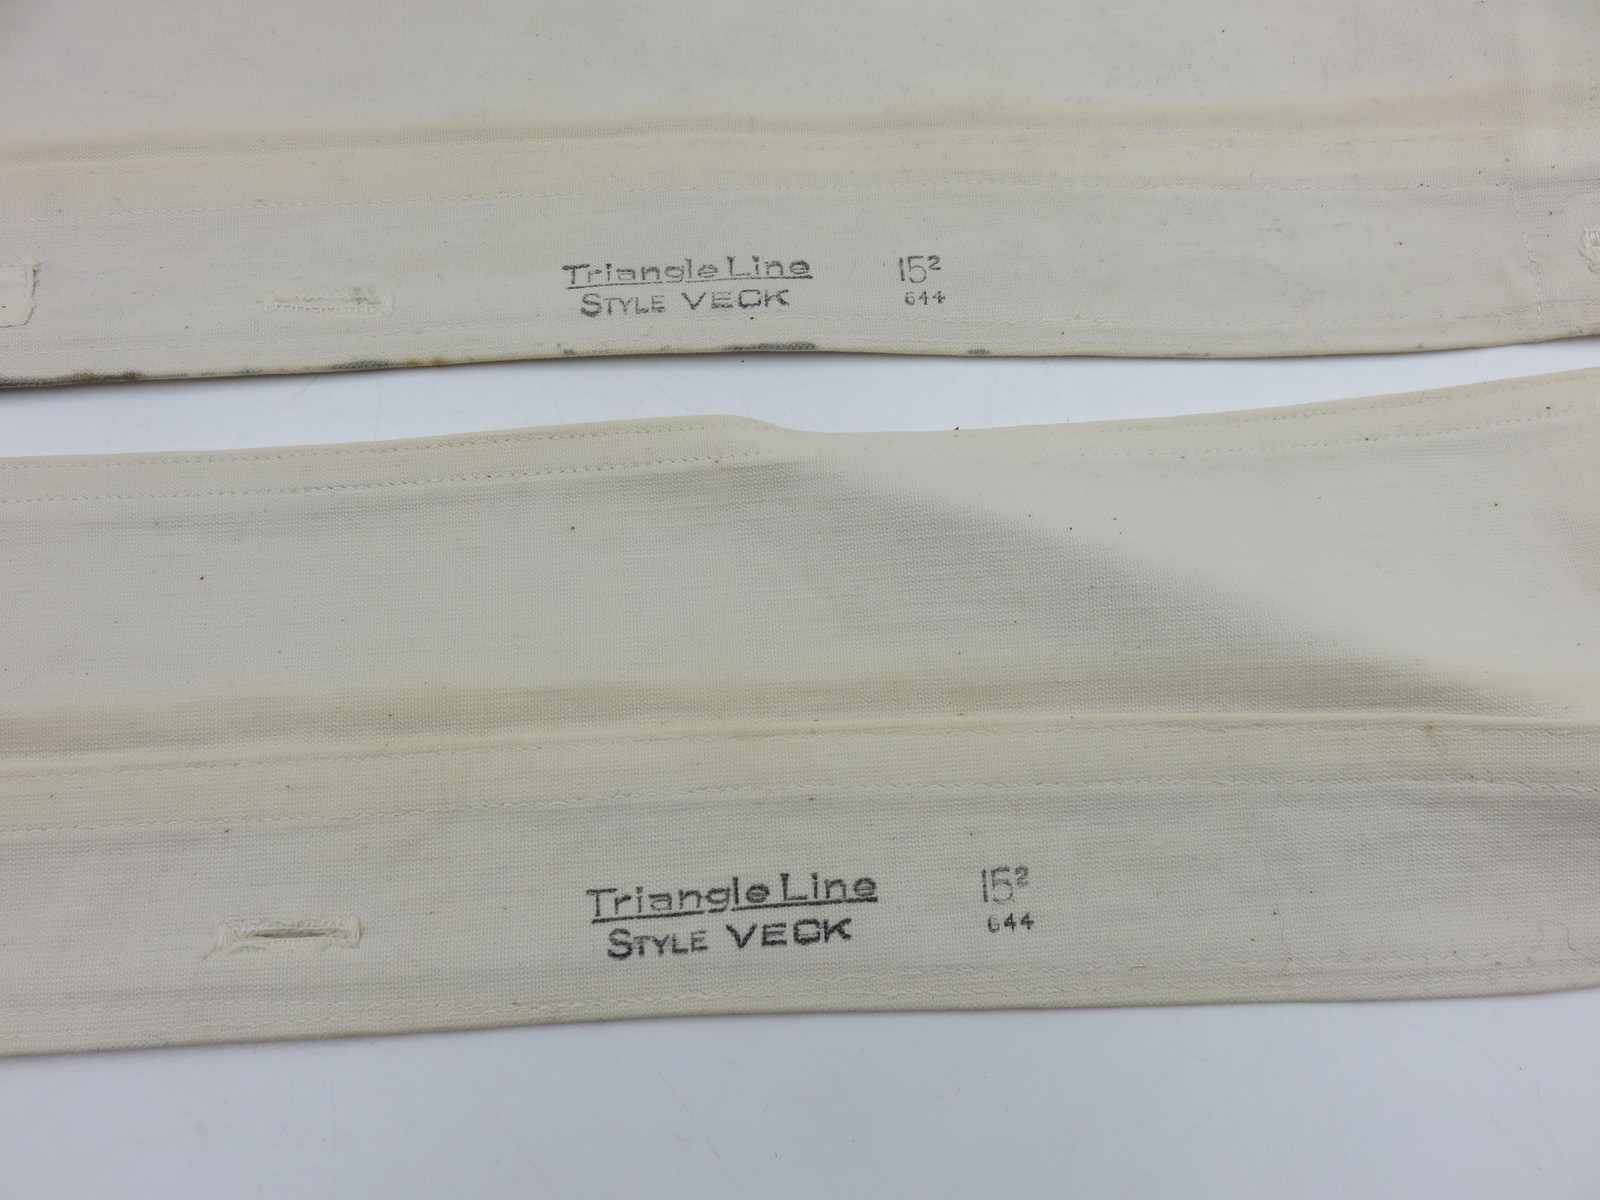 Triangle Line 15²
STYLE VECK 644
Triangle Line 15²
STYLE VECK 644